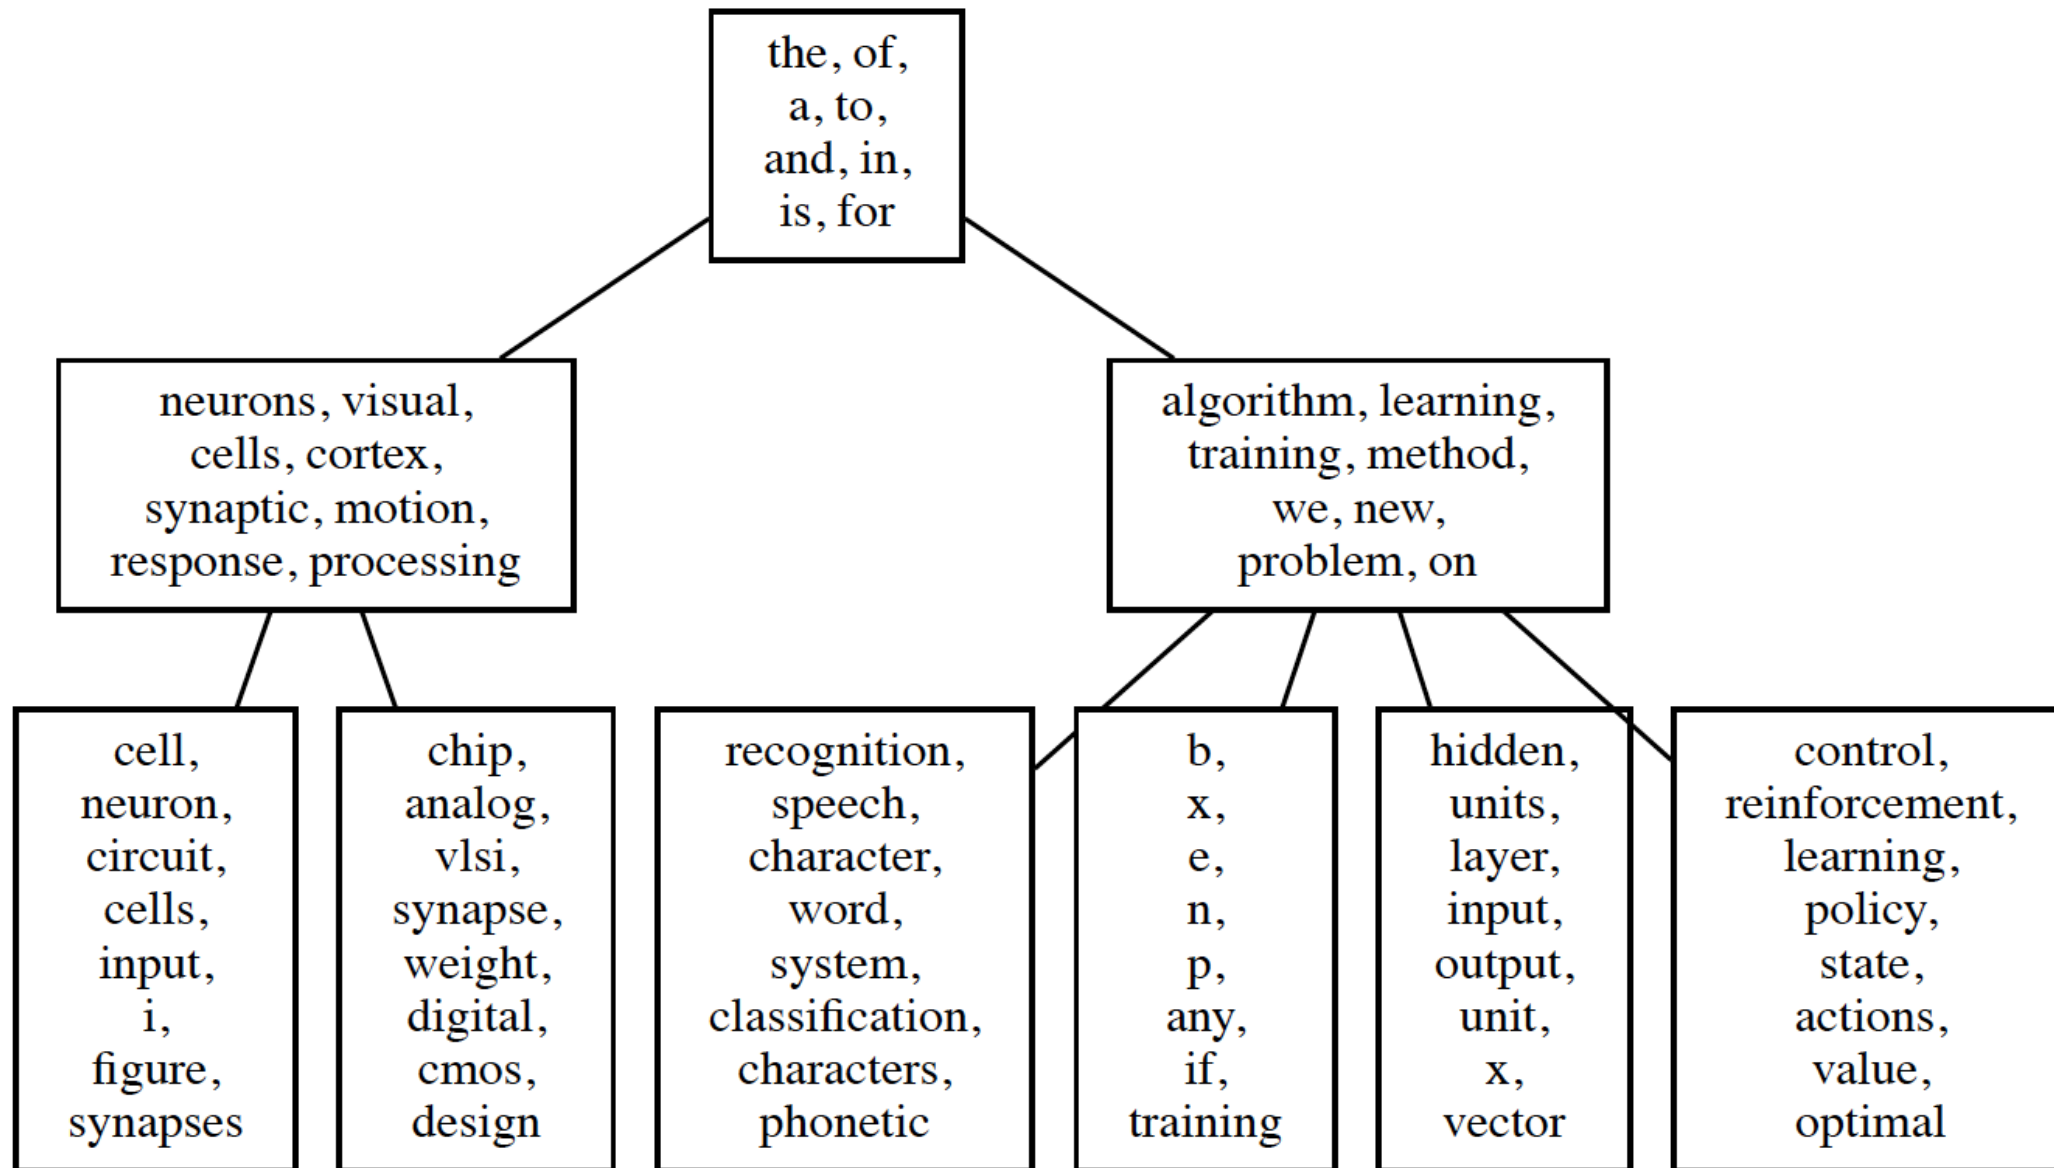 the, of,
a, to,
and, in,
is, for
neurons, visual,
cells, cortex,
synaptic, motion,
response, processing
algorithm, learning,
training, method,
we, new,
problem, on
cell,
neuron,
circuit,
cells,
input,
i,
figure,
synapses
chip,
analog,
vlsi,
synapse,
weight,
digital,
cmos,
design
recognition,
speech,
character,
word,
system,
classification,
characters,
phonetic
b,
x,
e,
n,
p,
any,
if,
training
hidden,
units,
layer,
input,
output,
unit,
x,
vector
control,
reinforcement,
learning,
policy,
state,
actions,
value,
optimal